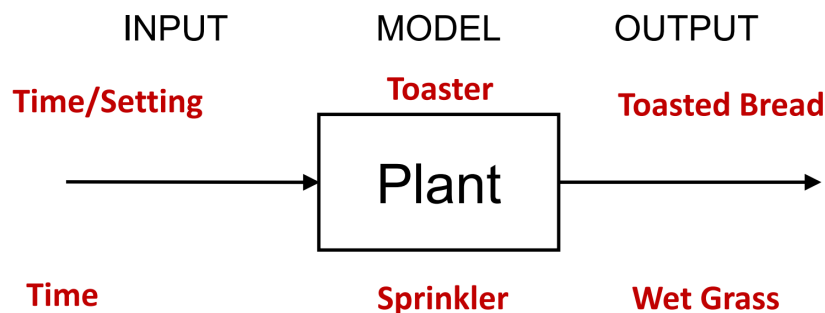 INPUT MODEL OUTPUT
Time/Setting Toaster Toasted Bread
Plant
Time Sprinkler Wet Grass